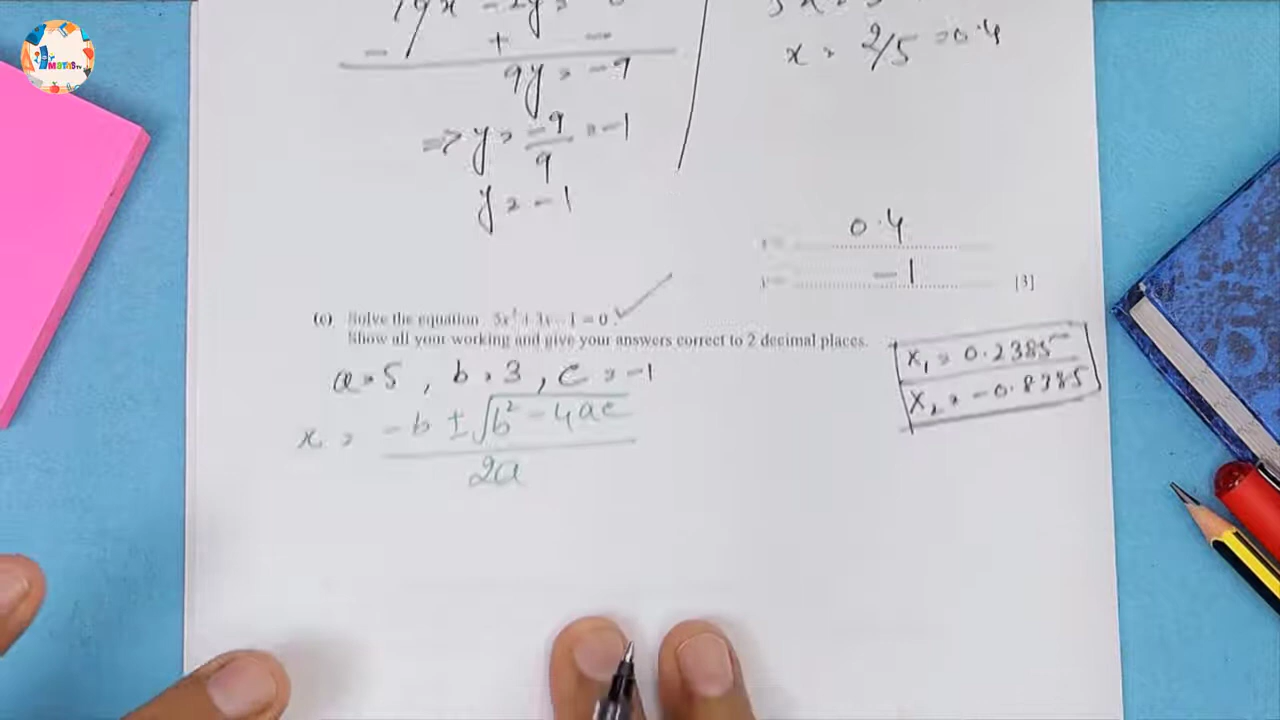 MATHS TV
9y = -9
x = 2/5 = 0.4
=> y = -9/9 = -1
y = -1
0.4
-1
[3]
(c) Solve the equation 5x² + 3x - 1 = 0.
Show all your working and give your answers correct to 2 decimal places.
a = 5 , b = 3 , c = -1
x₁ = 0.2385
x₂ = -0.8385
x = -b ± √b² - 4ac
2a